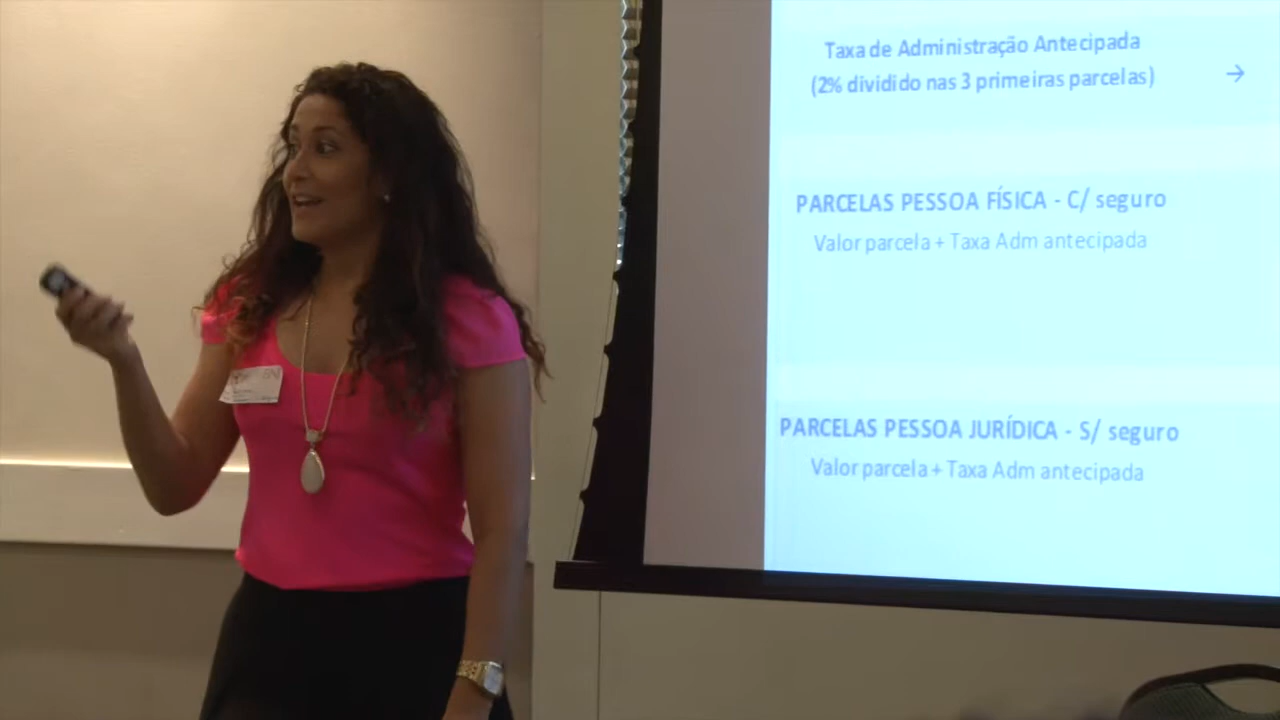 Taxa de Administração Antecipada
(2% dividido nas 3 primeiras parcelas) →
PARCELAS PESSOA FÍSICA - C/ seguro
Valor parcela + Taxa Adm antecipada
PARCELAS PESSOA JURÍDICA - S/ seguro
Valor parcela + Taxa Adm antecipada